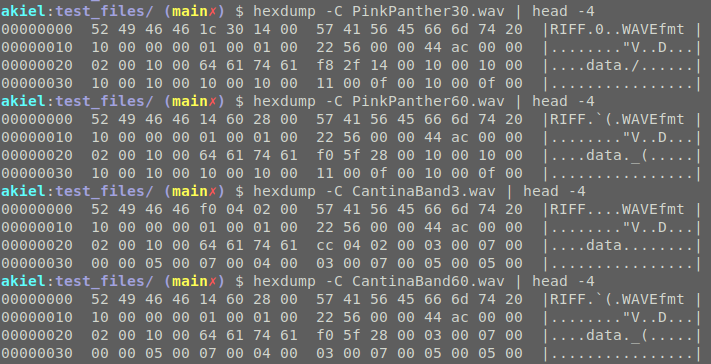 akiel:test_files/ (main✗) $ hexdump -C PinkPanther30.wav | head -4
00000000  52 49 46 46 1c 30 14 00  57 41 56 45 66 6d 74 20  |RIFF.0..WAVEfmt |
00000010  10 00 00 00 01 00 01 00  22 56 00 00 44 ac 00 00  |........"V..D...|
00000020  02 00 10 00 64 61 74 61  f8 2f 14 00 10 00 10 00  |....data./......|
00000030  10 00 10 00 10 00 10 00  11 00 0f 00 10 00 0f 00  |................|
akiel:test_files/ (main✗) $ hexdump -C PinkPanther60.wav | head -4
00000000  52 49 46 46 14 60 28 00  57 41 56 45 66 6d 74 20  |RIFF.`(.WAVEfmt |
00000010  10 00 00 00 01 00 01 00  22 56 00 00 44 ac 00 00  |........"V..D...|
00000020  02 00 10 00 64 61 74 61  f0 5f 28 00 10 00 10 00  |....data._(.....|
00000030  10 00 10 00 10 00 10 00  11 00 0f 00 10 00 0f 00  |................|
akiel:test_files/ (main✗) $ hexdump -C CantinaBand3.wav | head -4
00000000  52 49 46 46 f0 04 02 00  57 41 56 45 66 6d 74 20  |RIFF....WAVEfmt |
00000010  10 00 00 00 01 00 01 00  22 56 00 00 44 ac 00 00  |........"V..D...|
00000020  02 00 10 00 64 61 74 61  cc 04 02 00 03 00 07 00  |....data........|
00000030  00 00 05 00 07 00 04 00  03 00 07 00 05 00 05 00  |................|
akiel:test_files/ (main✗) $ hexdump -C CantinaBand60.wav | head -4
00000000  52 49 46 46 14 60 28 00  57 41 56 45 66 6d 74 20  |RIFF.`(.WAVEfmt |
00000010  10 00 00 00 01 00 01 00  22 56 00 00 44 ac 00 00  |........"V..D...|
00000020  02 00 10 00 64 61 74 61  f0 5f 28 00 03 00 07 00  |....data._(.....|
00000030  00 00 05 00 07 00 04 00  03 00 07 00 05 00 05 00  |................|